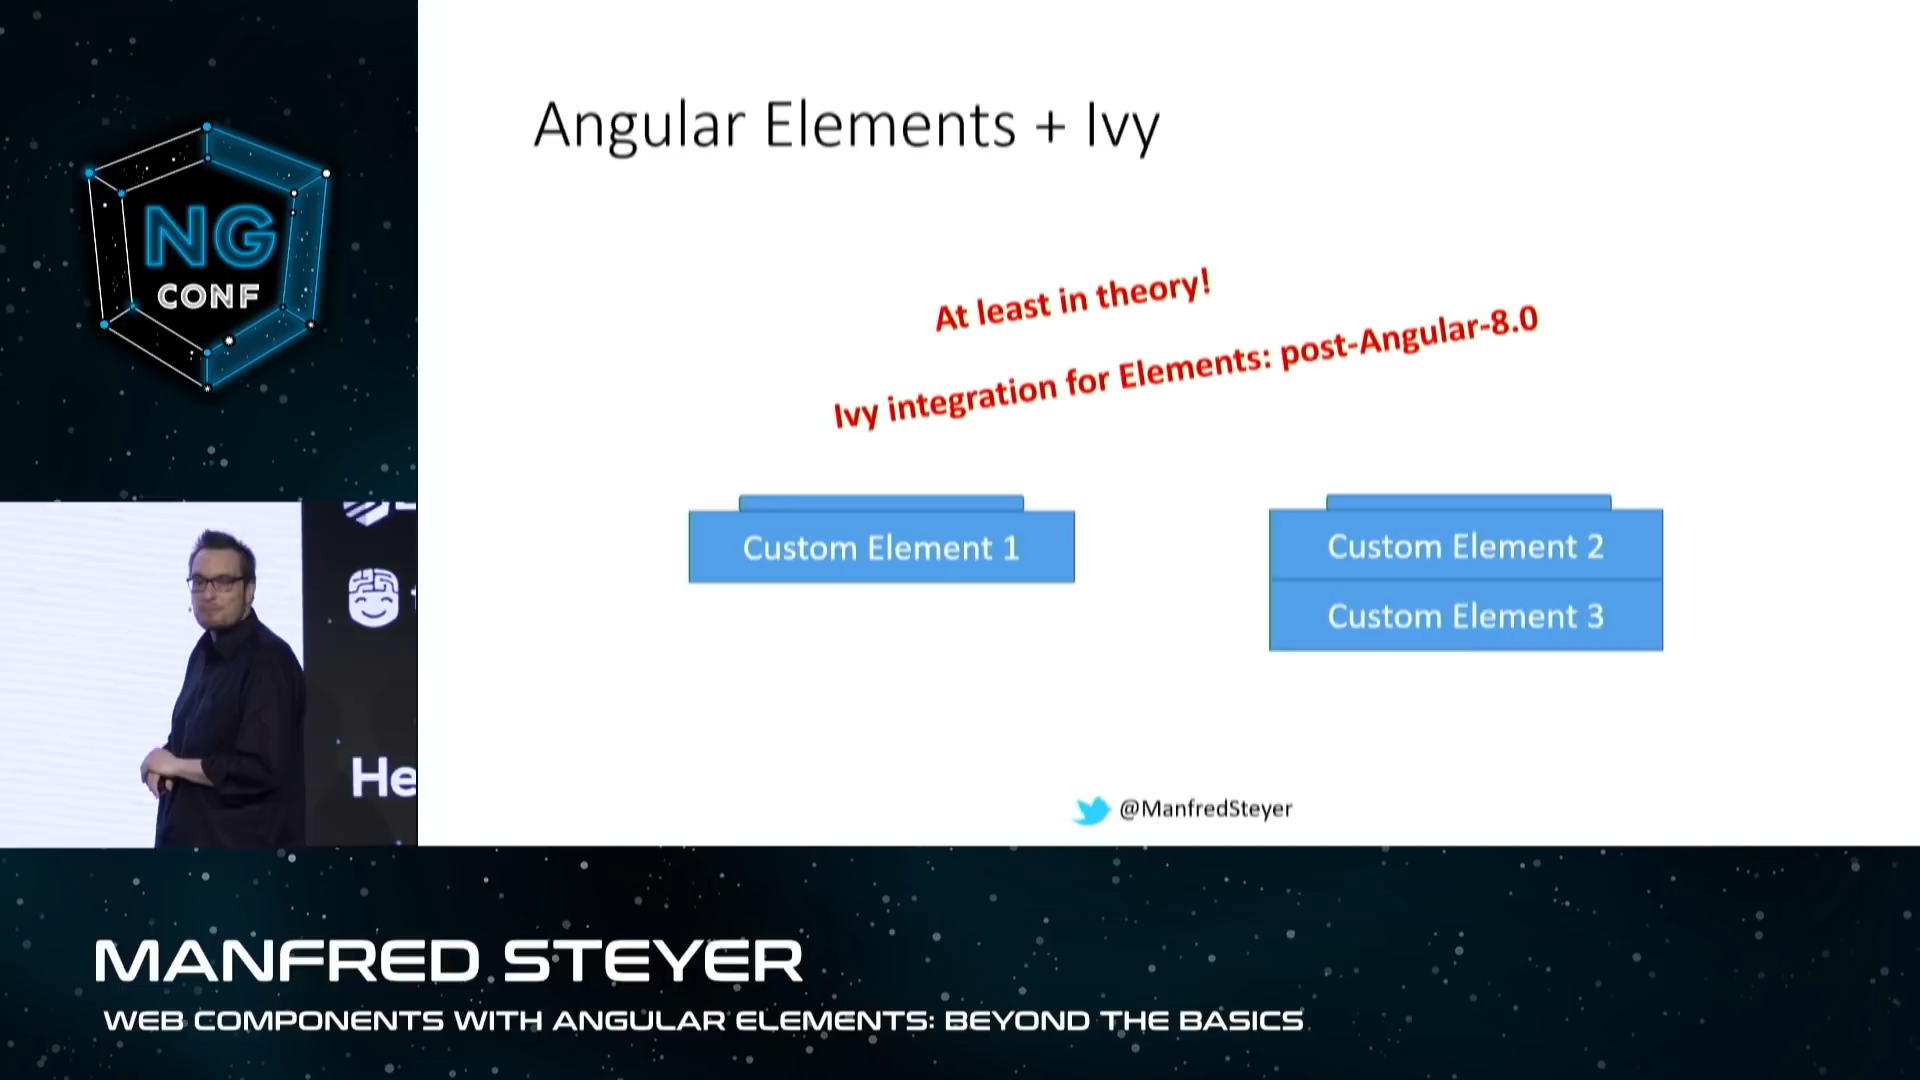 NG
CONF
Angular Elements + Ivy
At least in theory!
Ivy integration for Elements: post-Angular-8.0
Custom Element 1
Custom Element 2
Custom Element 3
@ManfredSteyer
He
MANFRED STEYER
WEB COMPONENTS WITH ANGULAR ELEMENTS: BEYOND THE BASICS